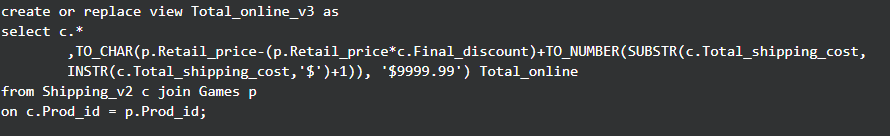 create or replace view Total_online_v3 as
select c.*
,TO_CHAR(p.Retail_price-(p.Retail_price*c.Final_discount)+TO_NUMBER(SUBSTR(c.Total_shipping_cost,
INSTR(c.Total_shipping_cost,'$')+1)), '$9999.99') Total_online
from Shipping_v2 c join Games p
on c.Prod_id = p.Prod_id;